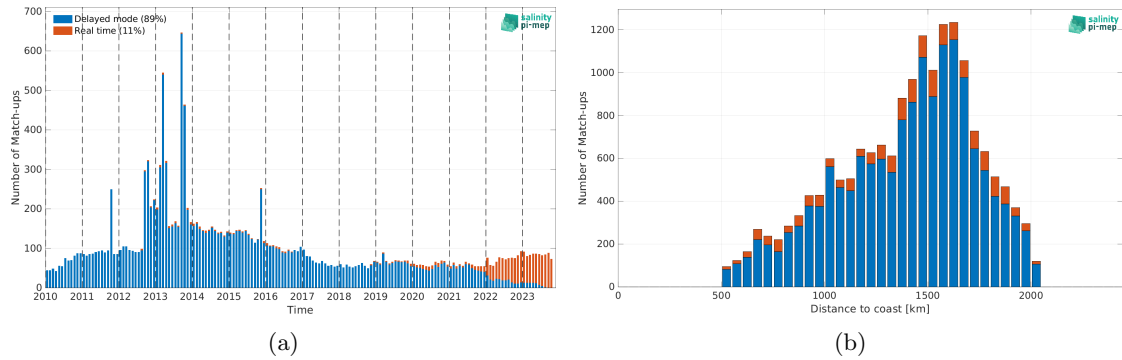 Delayed mode (89%)
Real time (11%)
salinity
pi-mep
700
600
500
400
300
200
100
0
Number of Match-ups
2010 2011 2012 2013 2014 2015 2016 2017 2018 2019 2020 2021 2022 2023
Time
(a)
salinity
pi-mep
1200
1000
800
600
400
200
0
Number of Match-ups
0 500 1000 1500 2000
Distance to coast [km]
(b)